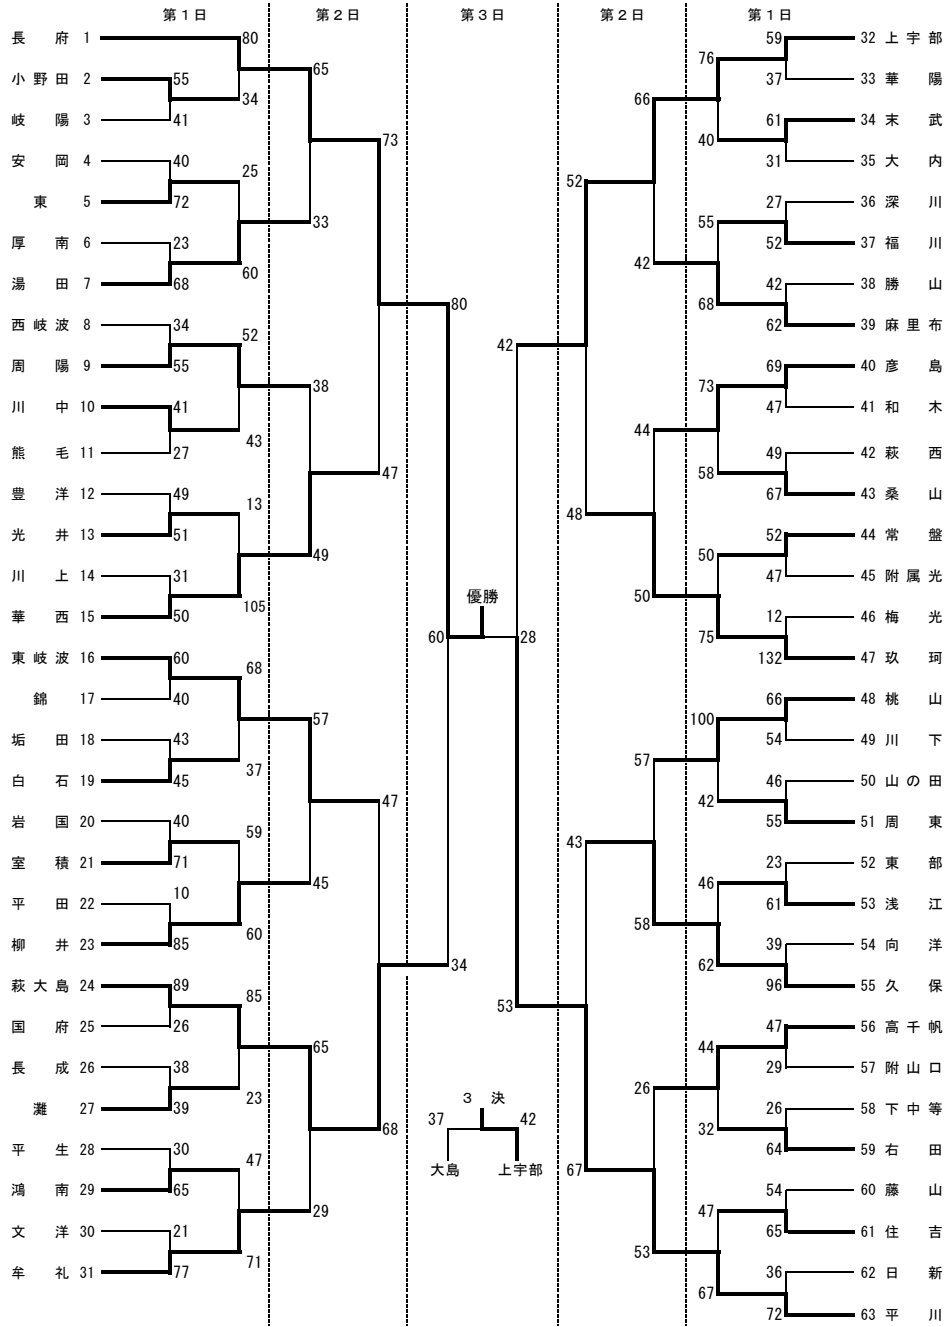 第1日 第2日 第3日 第2日 第1日
長府 1 80 59 32 上宇部
76
65
小野田 2 55 37 33 華陽
34 66
岐陽 3 41 61 34 末武
73 40
安岡 4 40 31 35 大内
25
52
東 5 72 27 36 深川
33 55
厚南 6 23 52 37 福川
60 42
湯田 7 68 42 38 勝山
80 68
西岐波 8 34 62 39 麻里布
52 42
周陽 9 55 69 40 彦島
38 73
川中 10 41 47 41 和木
43 44
熊毛 11 27 49 42 萩西
47 58
豊洋 12 49 67 43 桑山
13 48
光井 13 51 52 44 常盤
49 50
川上 14 31 47 45 附属光
105 優勝 50
華西 15 50 12 46 梅光
60 28 75
東岐波 16 60 132 47 玖珂
68
錦 17 40 66 48 桃山
57 100
垢田 18 43 54 49 川下
37 57
白石 19 45 46 50 山の田
47 42
岩国 20 40 55 51 周東
59 43
室積 21 71 23 52 東部
45 46
平田 22 10 61 53 浅江
60 58
柳井 23 85 39 54 向洋
34 62
萩大島 24 89 96 55 久保
85 53
国府 25 26 47 56 高千帆
65 44
長成 26 38 29 57 附山口
23 26
灘 27 39 3決 26 58 下中等
37 42
68 32
平生 28 30 64 59 右田
47 大島 上宇部 67
鴻南 29 65 54 60 藤山
29 47
文洋 30 21 65 61 住吉
71 53
牟礼 31 77 36 62 日新
67
72 63 平川